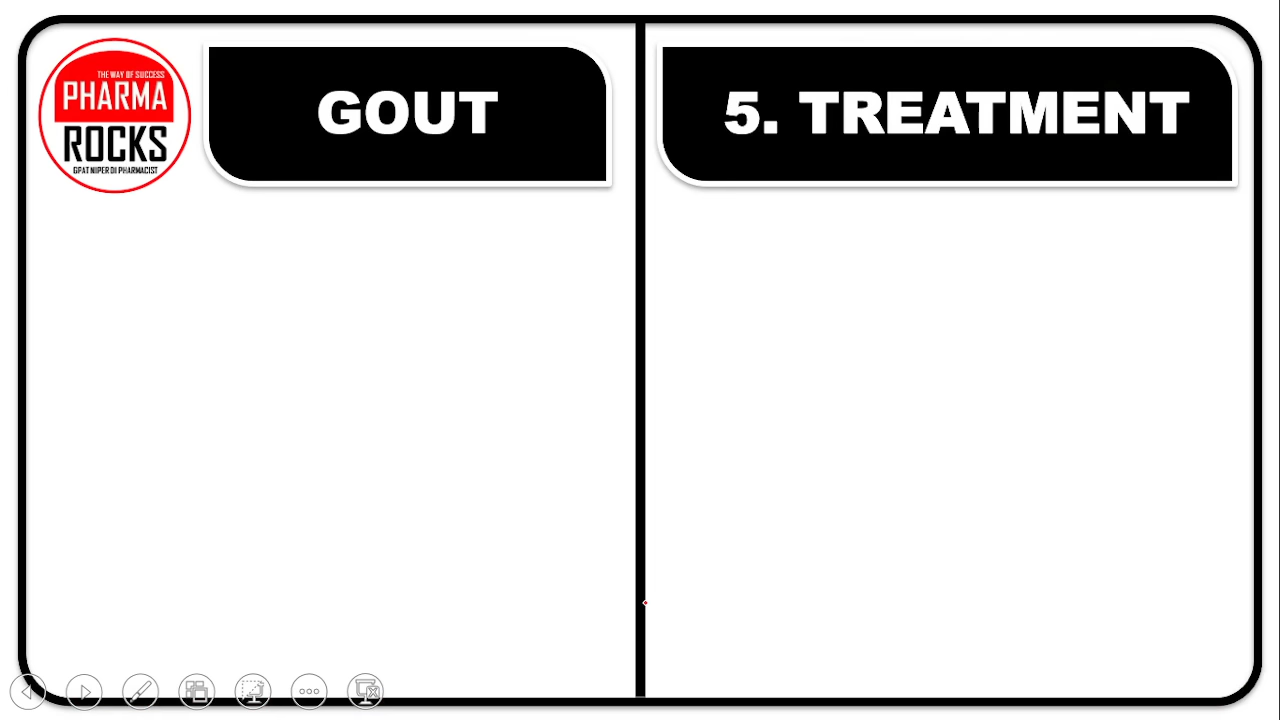 THE WAY OF SUCCESS
PHARMA
ROCKS
GPAT NIPER DI PHARMACIST
GOUT
5. TREATMENT